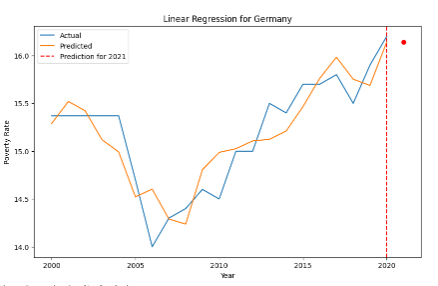 Linear Regression for Germany
Actual
Predicted
Prediction for 2021
Poverty Rate
16.0
15.5
15.0
14.5
14.0
2000
2005
2010
2015
2020
Year